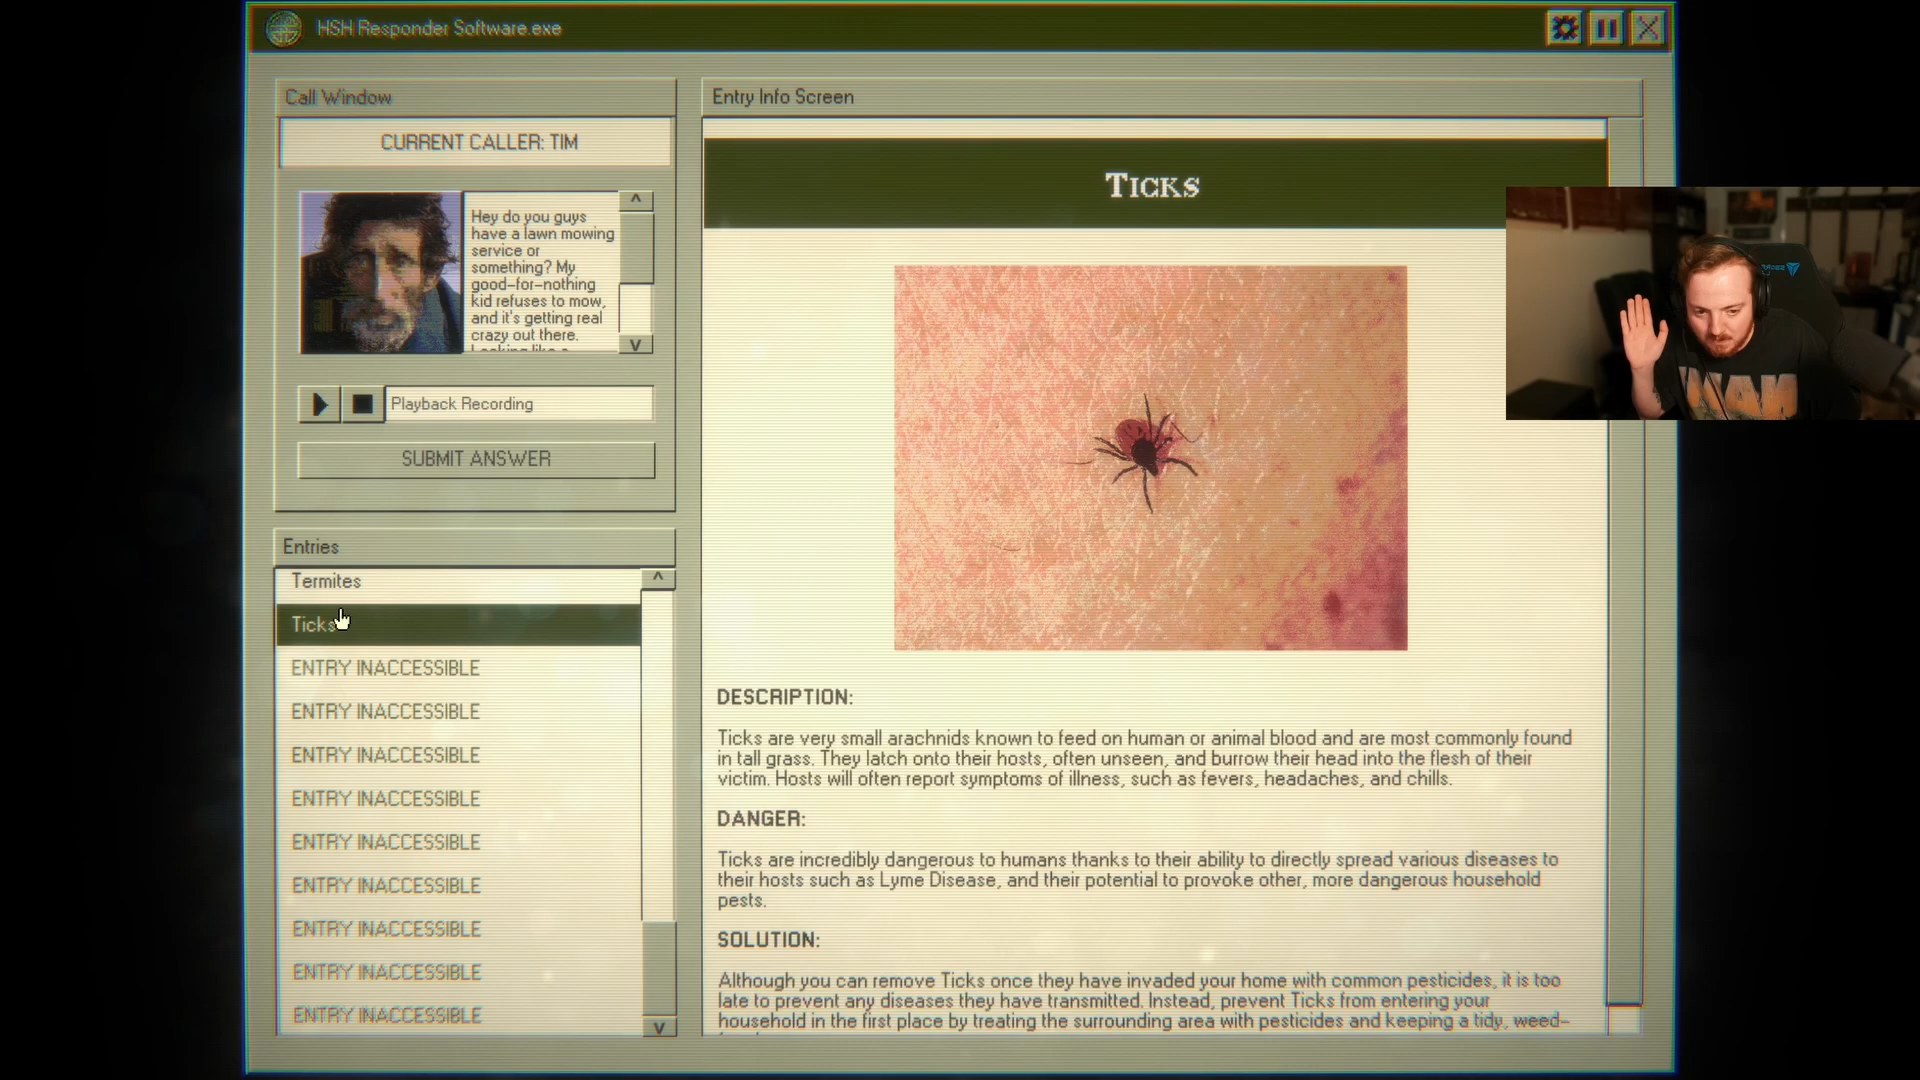 HSH Responder Software.exe
Call Window
CURRENT CALLER: TIM
Hey do you guys
have a lawn mowing
service or
something? My
good-for-nothing
kid refuses to mow,
and it's getting real
crazy out there.
Looking like a
Playback Recording
SUBMIT ANSWER
Entries
Termites
Ticks
ENTRY INACCESSIBLE
ENTRY INACCESSIBLE
ENTRY INACCESSIBLE
ENTRY INACCESSIBLE
ENTRY INACCESSIBLE
ENTRY INACCESSIBLE
ENTRY INACCESSIBLE
ENTRY INACCESSIBLE
ENTRY INACCESSIBLE
Entry Info Screen
TICKS
DESCRIPTION:
Ticks are very small arachnids known to feed on human or animal blood and are most commonly found
in tall grass. They latch onto their hosts, often unseen, and burrow their head into the flesh of their
victim. Hosts will often report symptoms of illness, such as fevers, headaches, and chills.
DANGER:
Ticks are incredibly dangerous to humans thanks to their ability to directly spread various diseases to
their hosts such as Lyme Disease, and their potential to provoke other, more dangerous household
pests.
SOLUTION:
Although you can remove Ticks once they have invaded your home with common pesticides, it is too
late to prevent any diseases they have transmitted. Instead, prevent Ticks from entering your
household in the first place by treating the surrounding area with pesticides and keeping a tidy, weed-